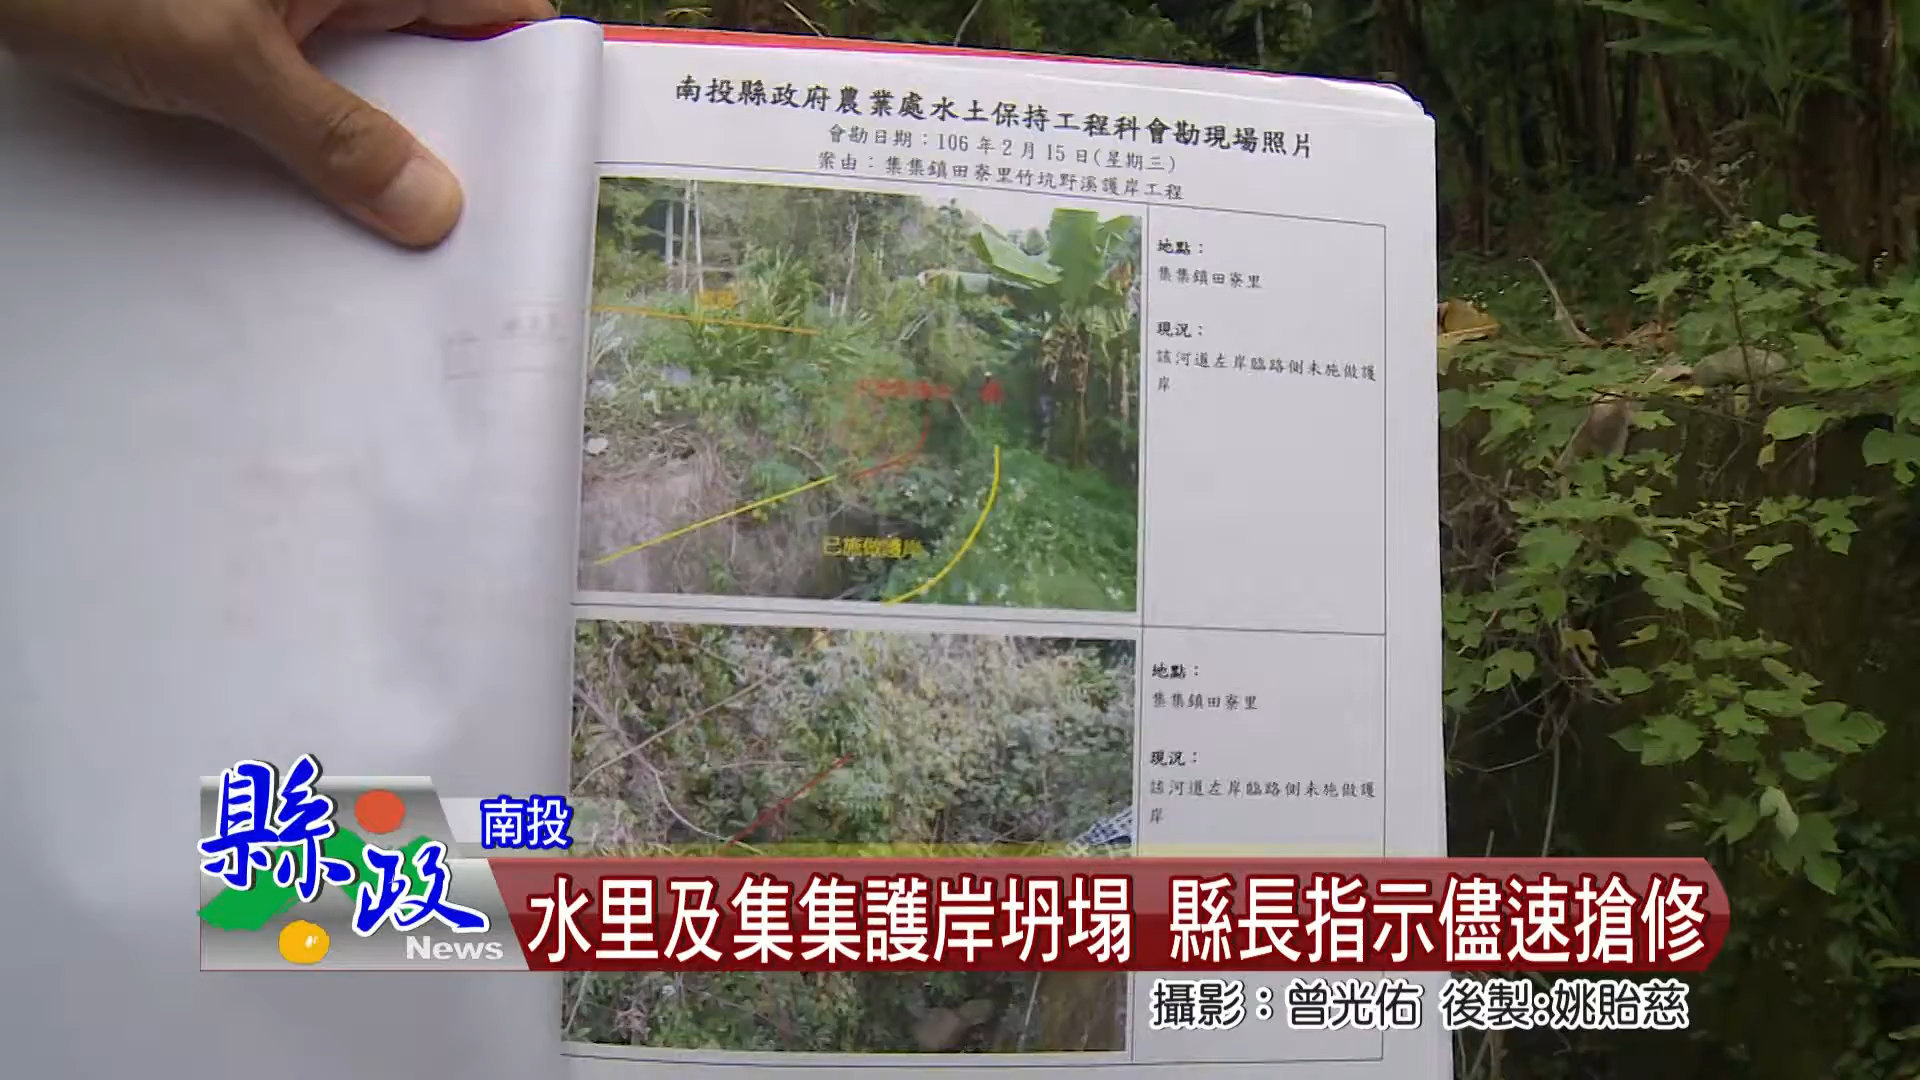 南投縣政府農業處水土保持工程科會勘現場照片
會勘日期：106年2月15日(星期三)
案由：集集鎮田寮里竹坑野溪護岸工程
地點：
集集鎮田寮里
現況：
該河道左岸臨路側未施做護
岸
已施做護岸
地點：
集集鎮田寮里
現況：
該河道左岸臨路側未施做護
岸
縣政
News
南投
水里及集集護岸坍塌 縣長指示儘速搶修
攝影：曾光佑 後製:姚貽慈